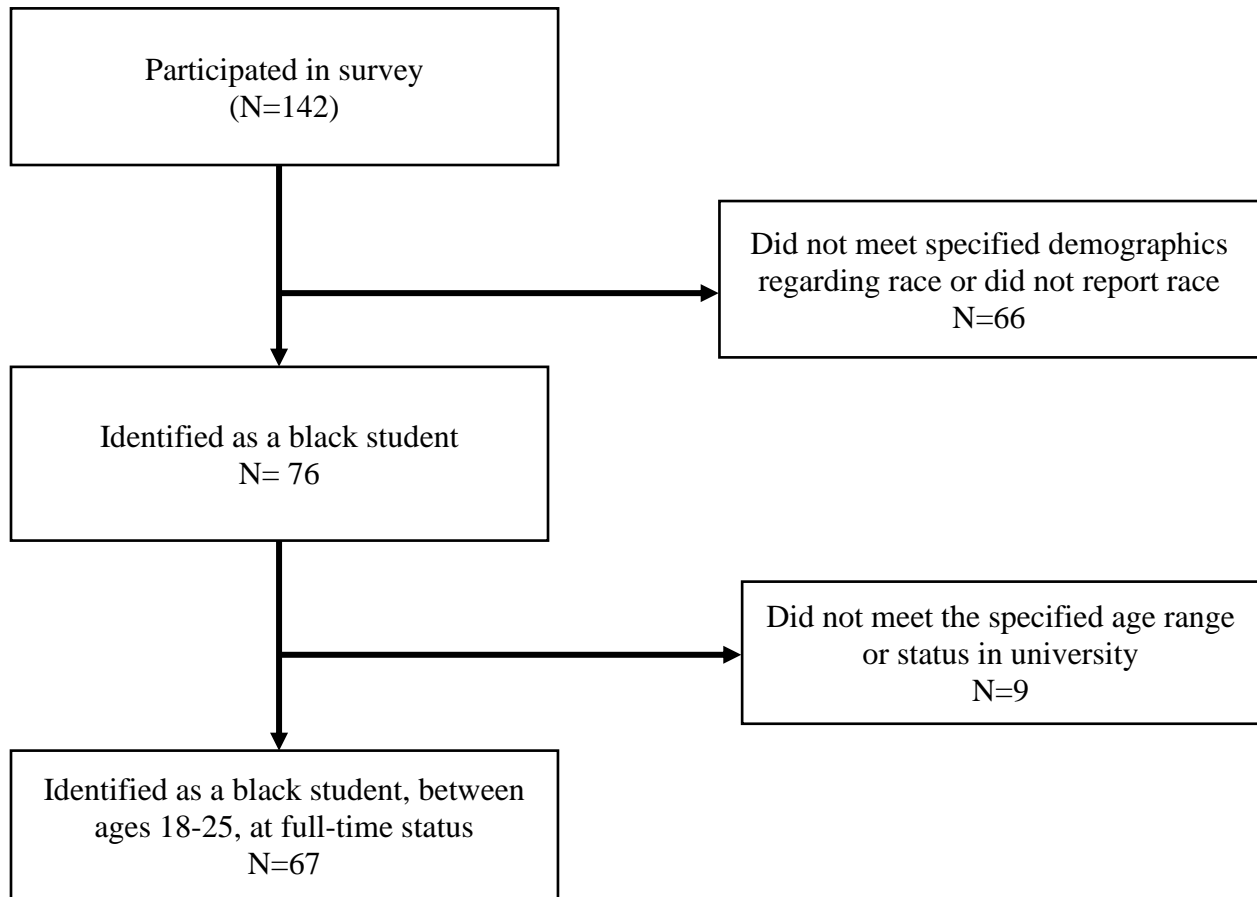 Participated in survey
(N=142)
Did not meet specified demographics
regarding race or did not report race
N=66
Identified as a black student
N= 76
Did not meet the specified age range
or status in university
N=9
Identified as a black student, between
ages 18-25, at full-time status
N=67